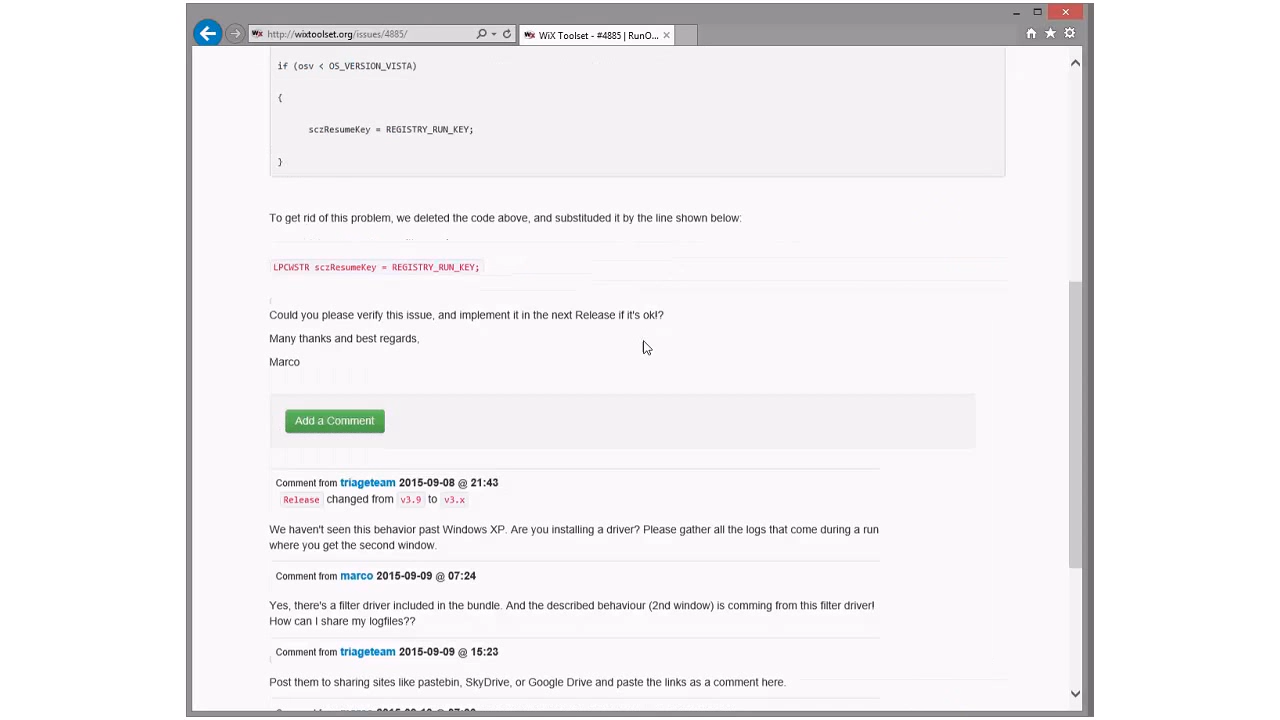 http://wixtoolset.org/issues/4885/
WiX Toolset - #4885 | RunO...
if (osv < OS_VERSION_VISTA)
{
sczResumeKey = REGISTRY_RUN_KEY;
}
To get rid of this problem, we deleted the code above, and substituded it by the line shown below:
LPCWSTR sczResumeKey = REGISTRY_RUN_KEY;
Could you please verify this issue, and implement it in the next Release if it's ok!?
Many thanks and best regards,
Marco
Add a Comment
Comment from triageteam 2015-09-08 @ 21:43
Release changed from v3.9 to v3.x
We haven't seen this behavior past Windows XP. Are you installing a driver? Please gather all the logs that come during a run
where you get the second window.
Comment from marco 2015-09-09 @ 07:24
Yes, there's a filter driver included in the bundle. And the described behaviour (2nd window) is comming from this filter driver!
How can I share my logfiles??
Comment from triageteam 2015-09-09 @ 15:23
Post them to sharing sites like pastebin, SkyDrive, or Google Drive and paste the links as a comment here.